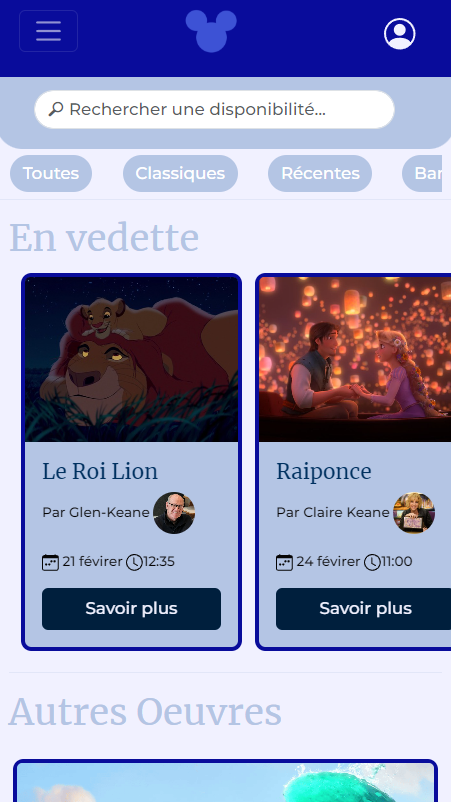 Rechercher une disponibilité...
Toutes Classiques Récentes Bar
En vedette
Le Roi Lion
Par Glen-Keane
21 févirer 12:35
Savoir plus
Raiponce
Par Claire Keane
24 févirer 11:00
Savoir plus
Autres Oeuvres